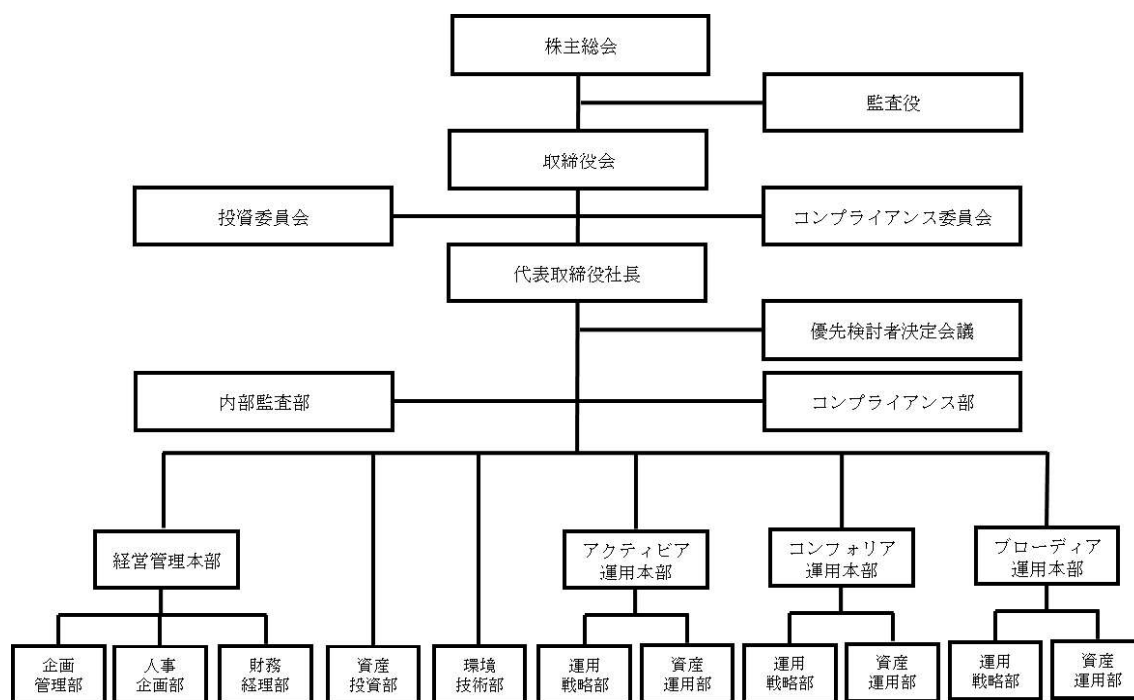 株主総会
監査役
取締役会
投資委員会
コンプライアンス委員会
代表取締役社長
優先検討者決定会議
内部監査部
コンプライアンス部
経営管理本部
アクティビア
運用本部
コンフォリア
運用本部
ブローディア
運用本部
企画
管理部
人事
企画部
財務
経理部
資産
投資部
環境
技術部
運用
戦略部
資産
運用部
運用
戦略部
資産
運用部
運用
戦略部
資産
運用部